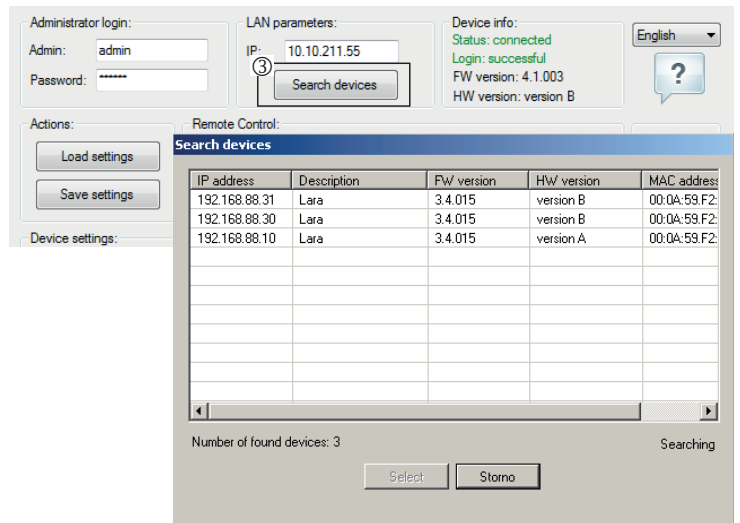 Administrator login:
Admin: admin
Password: ******
LAN parameters:
IP: 10.10.211.55
③
Search devices
Device info:
Status: connected
Login: successful
FW version: 4.1.003
HW version: version B
English
?
Actions:
Load settings
Save settings
Remote Control:
Device settings:
Search devices
IP address Description FW version HW version MAC address
192.168.88.31 Lara 3.4.015 version B 00:0A:59.F2:
192.168.88.30 Lara 3.4.015 version B 00:0A:59.F2:
192.168.88.10 Lara 3.4.015 version A 00:0A:59.F2:
Number of found devices: 3
Searching
Select Storno